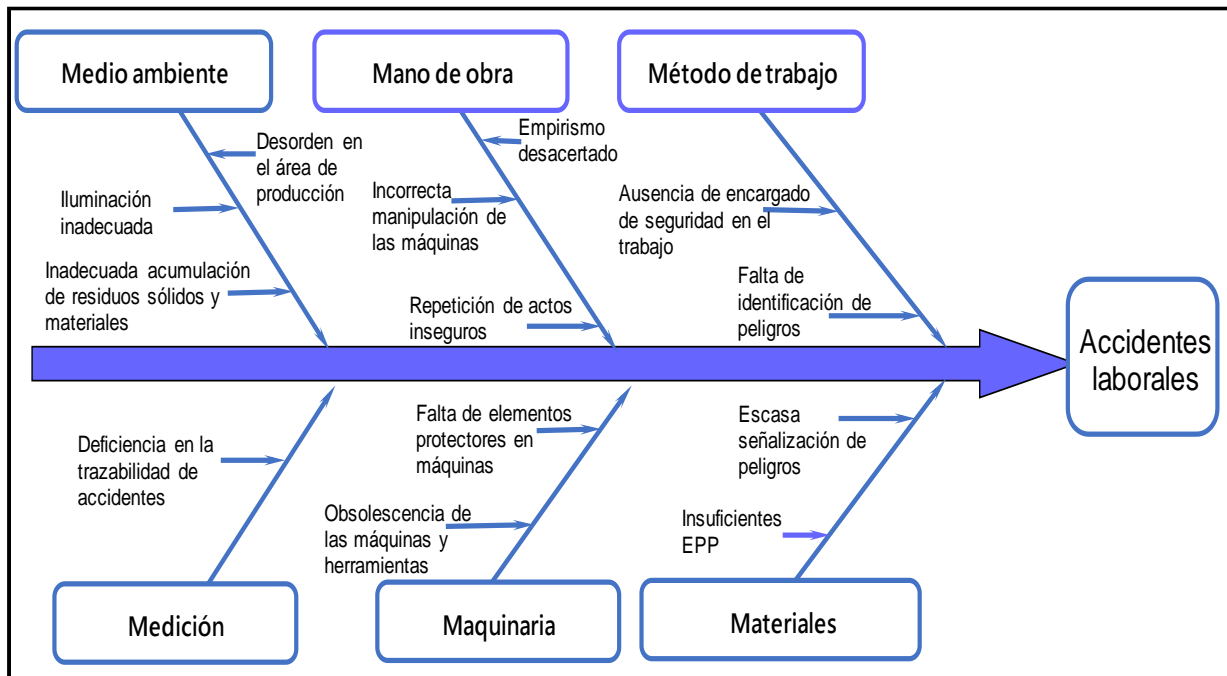 Medio ambiente
Mano de obra
Método de trabajo
Desorden en
el área de
producción
Iluminación
inadecuada
Inadecuada acumulación
de residuos sólidos y
materiales
Empirismo
desacertado
Incorrecta
manipulación de
las máquinas
Repetición de actos
inseguros
Ausencia de encargado
de seguridad en el
trabajo
Falta de
identificación de
peligros
Accidentes
laborales
Deficiencia en la
trazabilidad de
accidentes
Falta de elementos
protectores en
máquinas
Obsolescencia de
las máquinas y
herramientas
Escasa
señalización de
peligros
Insuficientes
EPP
Medición
Maquinaria
Materiales